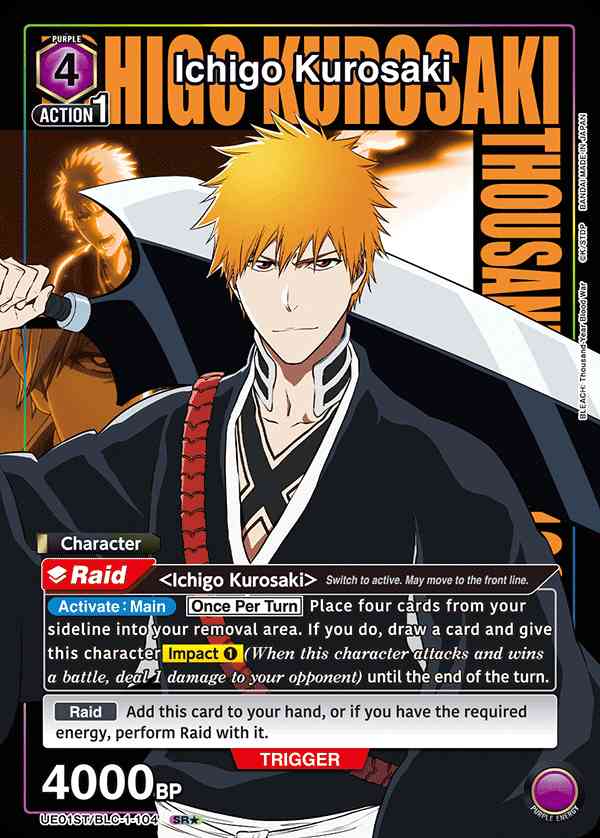 PURPLE
4
ACTION 1
ICHIGO KUROSAKI
Ichigo Kurosaki
BLEACH: Thousand-Year Blood War ©K/STDP BANDAI MADE IN JAPAN
Character
Raid <Ichigo Kurosaki> Switch to active. May move to the front line.
Activate: Main Once Per Turn Place four cards from your
sideline into your removal area. If you do, draw a card and give
this character Impact 1 (When this character attacks and wins
a battle, deal 1 damage to your opponent) until the end of the turn.
Raid Add this card to your hand, or if you have the required
energy, perform Raid with it.
TRIGGER
4000BP
PURPLE ENERGY
UE01ST/BLC-1-104 SR★